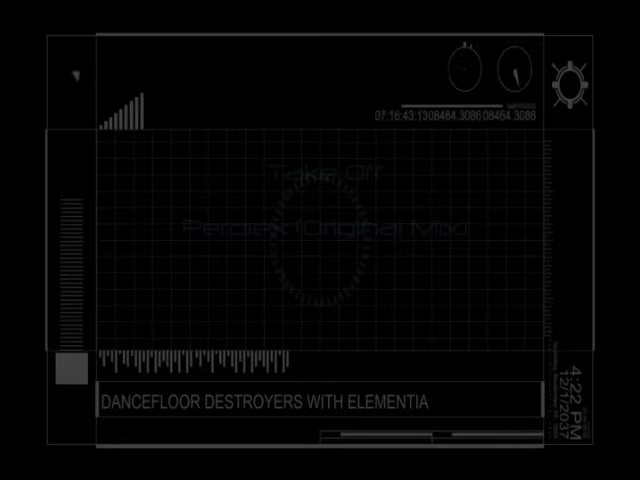 07:16:43:1308464.3086 08464.3086
Take Off
Perplex (Original Mix)
DANCEFLOOR DESTROYERS WITH ELEMENTIA
4:22 PM
12/1/2037